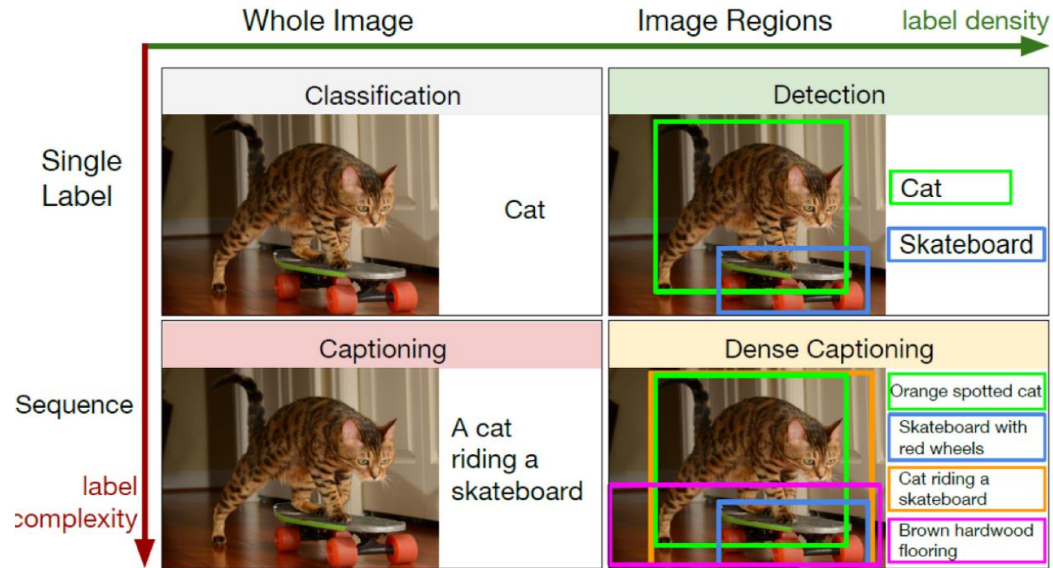 Whole Image
Image Regions
label density
Single
Label
Classification
Cat
Detection
Cat
Skateboard
Sequence
label
complexity
Captioning
A cat
riding a
skateboard
Dense Captioning
Orange spotted cat
Skateboard with
red wheels
Cat riding a
skateboard
Brown hardwood
flooring